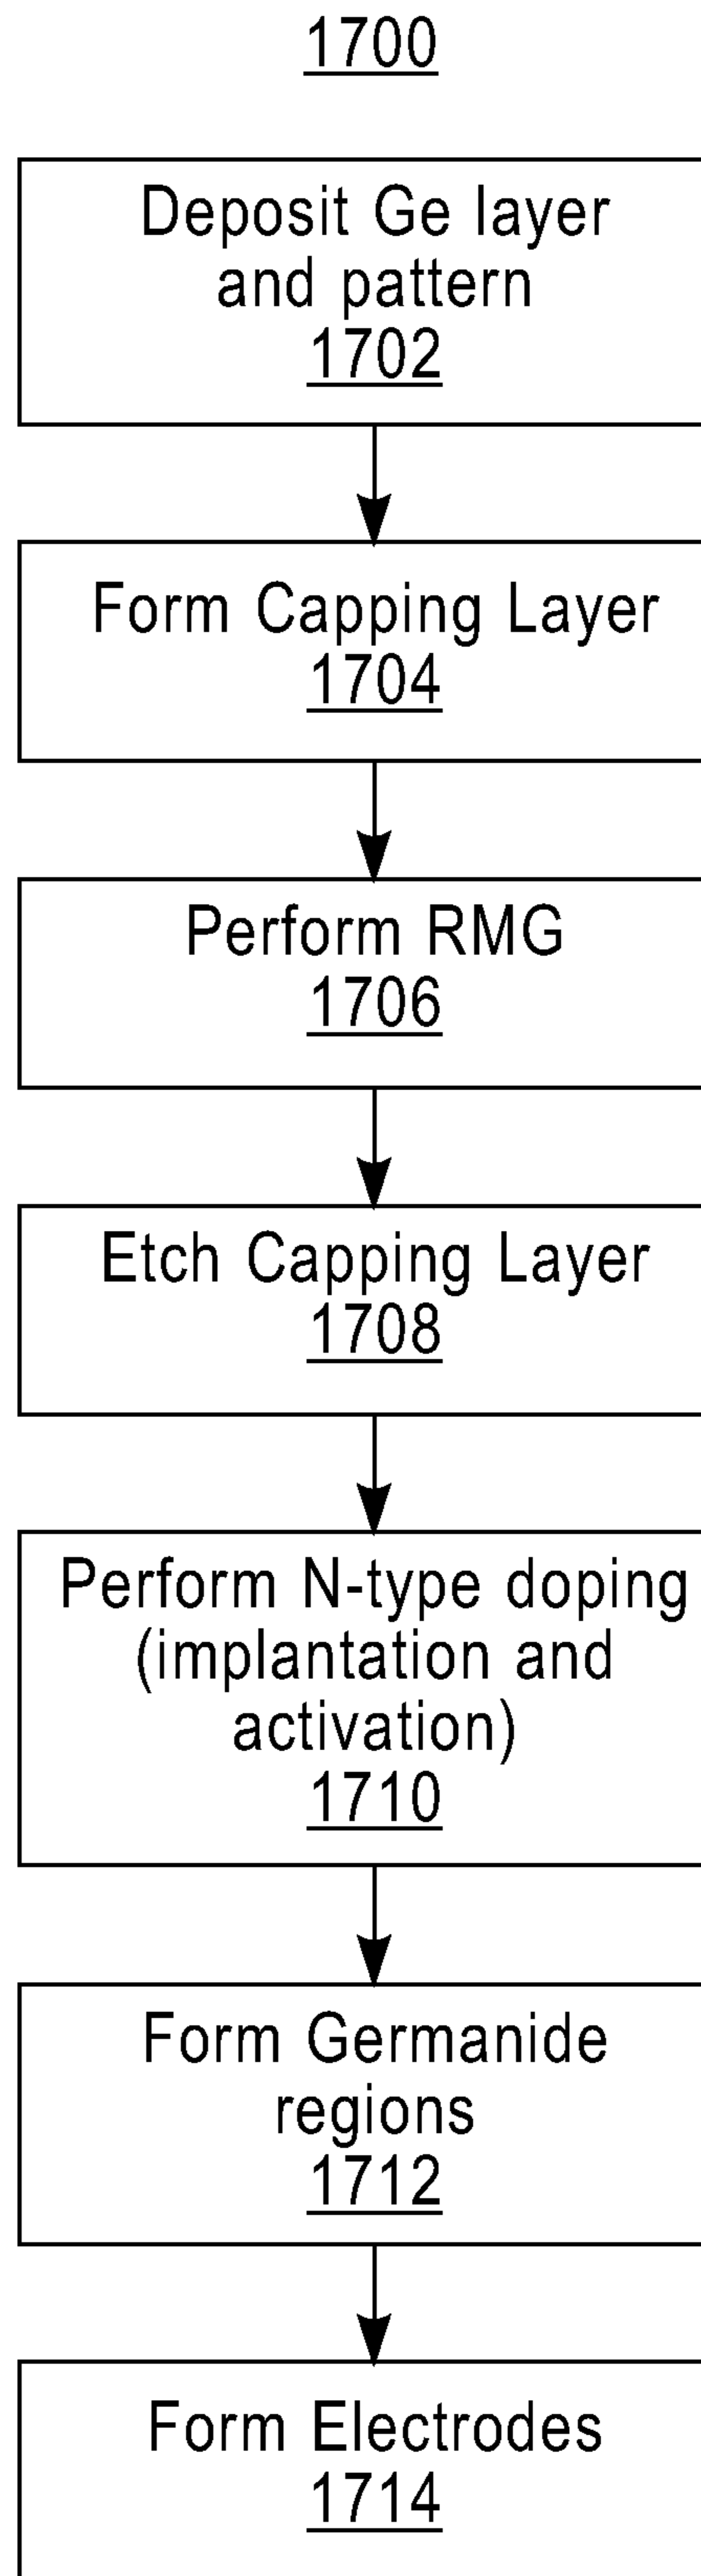 1700
Deposit Ge layer
and pattern
1702
Form Capping Layer
1704
Perform RMG
1706
Etch Capping Layer
1708
Perform N-type doping
(implantation and
activation)
1710
Form Germanide
regions
1712
Form Electrodes
1714